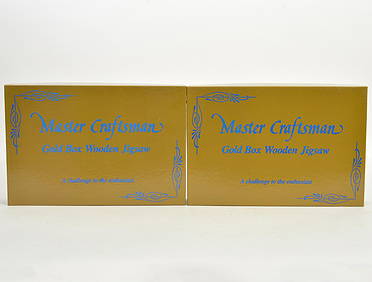 Master Craftsman
Gold Box Wooden Jigsaw
A challenge to the enthusiast
Master Craftsman
Gold Box Wooden Jigsaw
A challenge to the enthusiast